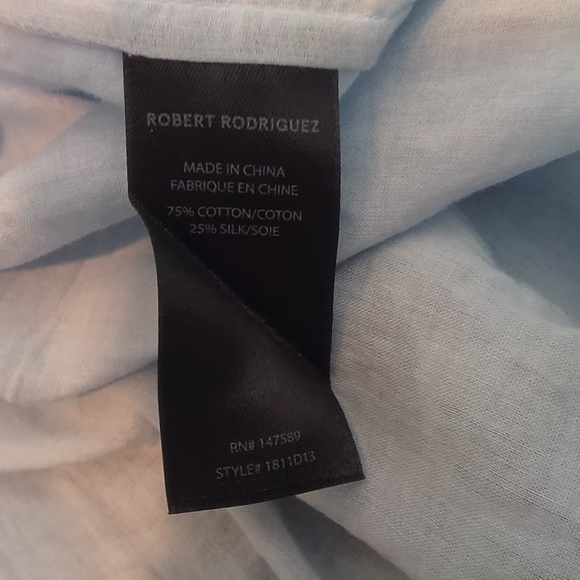 ROBERT RODRIGUEZ
MADE IN CHINA
FABRIQUE EN CHINE
75% COTTON/COTON
25% SILK/SOIE
RN# 147589
STYLE# 1811D13